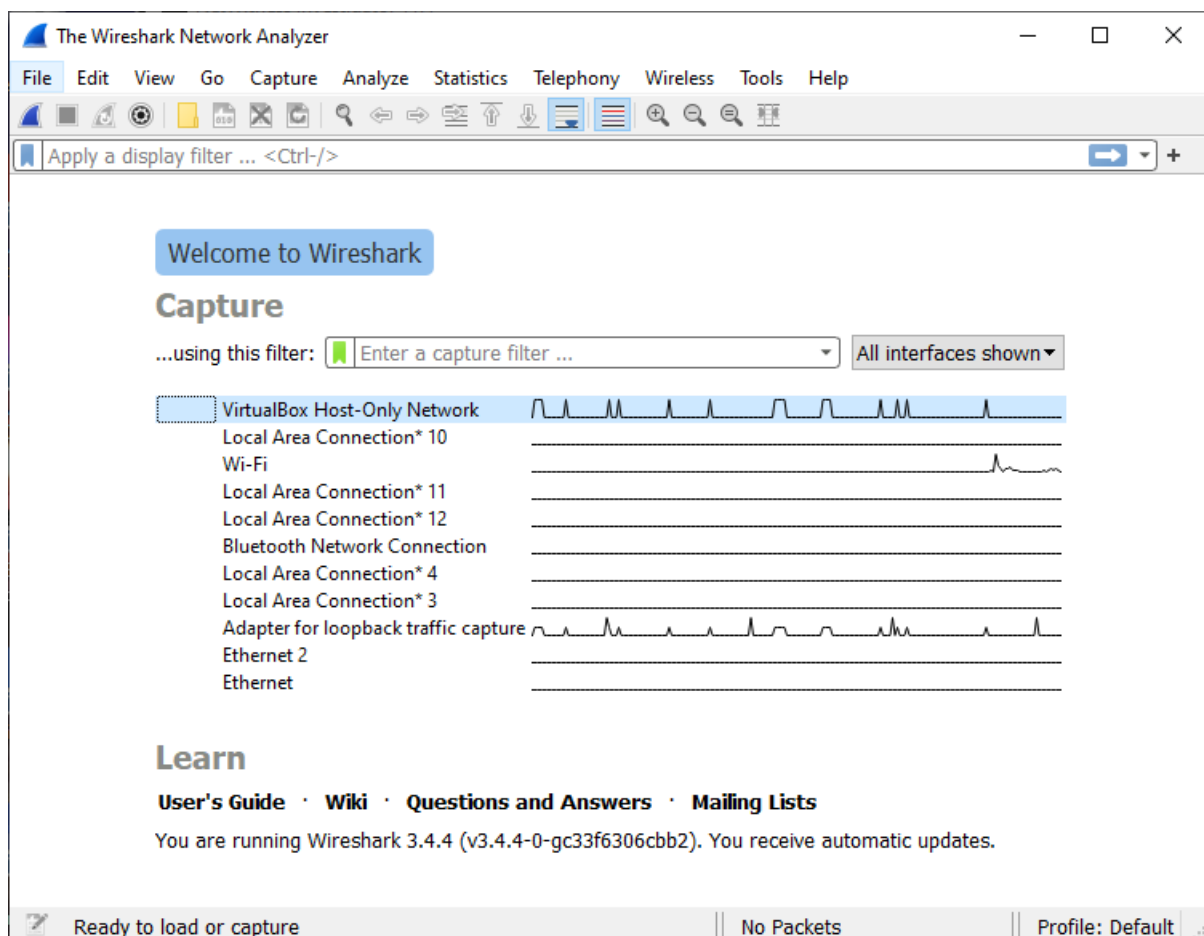 The Wireshark Network Analyzer
File Edit View Go Capture Analyze Statistics Telephony Wireless Tools Help
Apply a display filter ... <Ctrl-/>
Welcome to Wireshark
Capture
...using this filter: Enter a capture filter ... All interfaces shown
VirtualBox Host-Only Network
Local Area Connection* 10
Wi-Fi
Local Area Connection* 11
Local Area Connection* 12
Bluetooth Network Connection
Local Area Connection* 4
Local Area Connection* 3
Adapter for loopback traffic capture
Ethernet 2
Ethernet
Learn
User's Guide · Wiki · Questions and Answers · Mailing Lists
You are running Wireshark 3.4.4 (v3.4.4-0-gc33f6306cbb2). You receive automatic updates.
Ready to load or capture No Packets Profile: Default